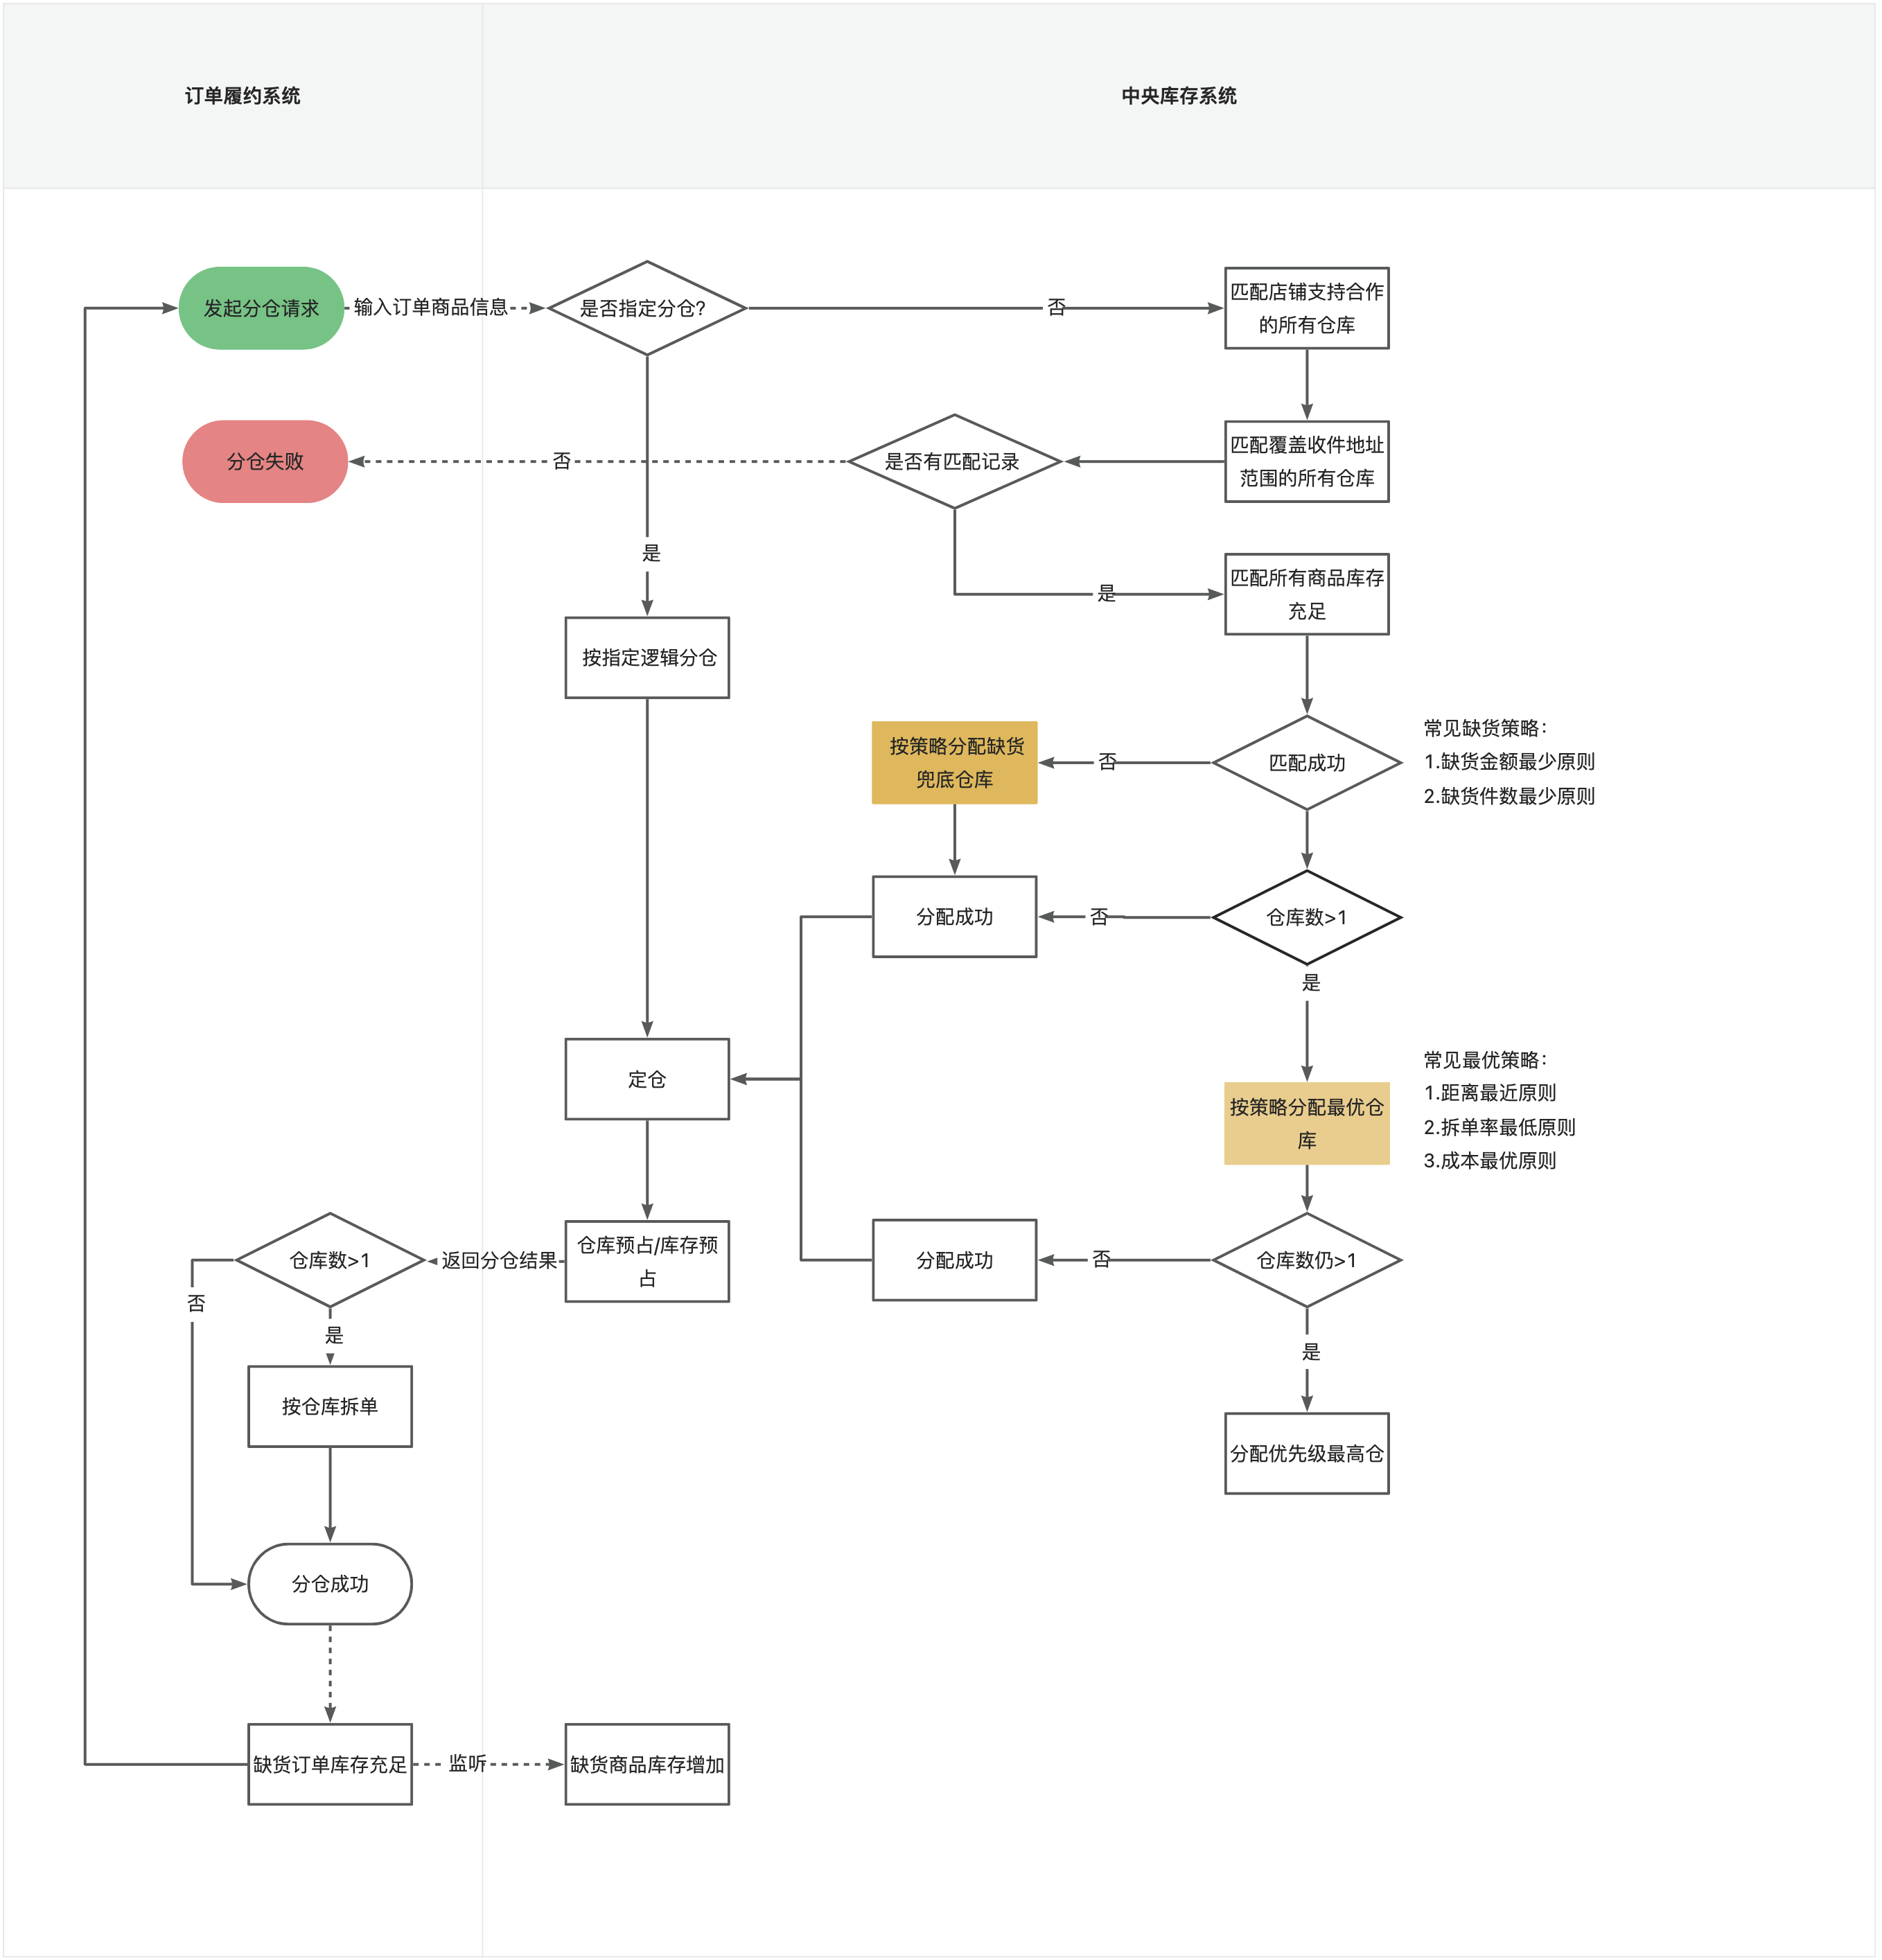 订单履约系统
中央库存系统
发起分仓请求
输入订单商品信息
是否指定分仓?
否
匹配店铺支持合作
的所有仓库
分仓失败
否
是否有匹配记录
匹配覆盖收件地址
范围的所有仓库
是
是
匹配所有商品库存
充足
按指定逻辑分仓
按策略分配缺货
兜底仓库
否
匹配成功
常见缺货策略：
1.缺货金额最少原则
2.缺货件数最少原则
分配成功
否
仓库数>1
是
定仓
按策略分配最优仓
库
常见最优策略：
1.距离最近原则
2.拆单率最低原则
3.成本最优原则
仓库数>1
返回分仓结果
仓库预占/库存预
占
分配成功
否
仓库数仍>1
否
是
是
按仓库拆单
分配优先级最高仓
分仓成功
缺货订单库存充足
监听
缺货商品库存增加